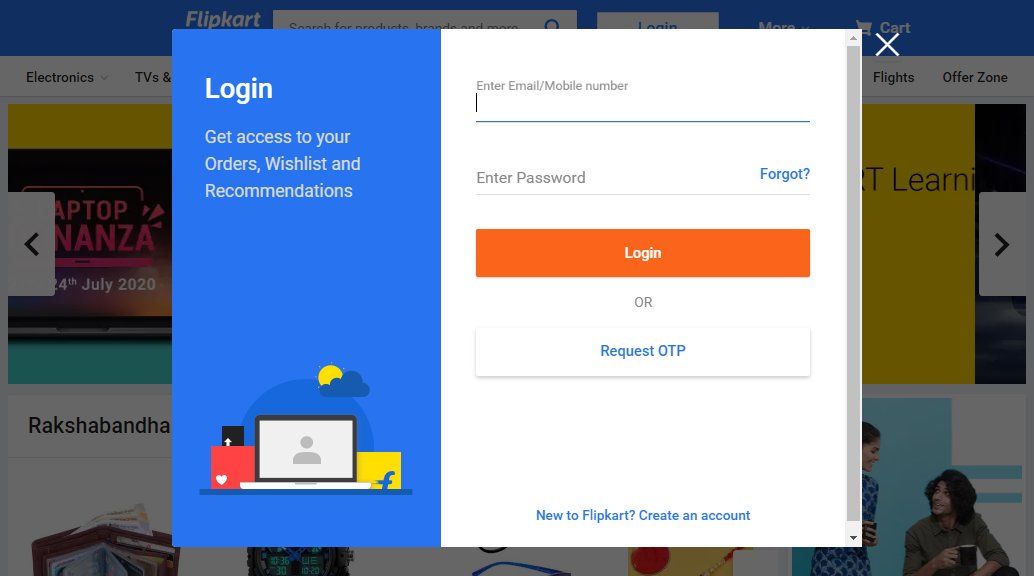 Flipkart
Search for products, brands and more
Login
More
Cart
Electronics
TVs &
Flights
Offer Zone
Login
Get access to your
Orders, Wishlist and
Recommendations
Enter Email/Mobile number
Enter Password
Forgot?
Login
OR
Request OTP
New to Flipkart? Create an account
APTOP
NANZA
24th July 2020
RT Learni
Rakshabandha